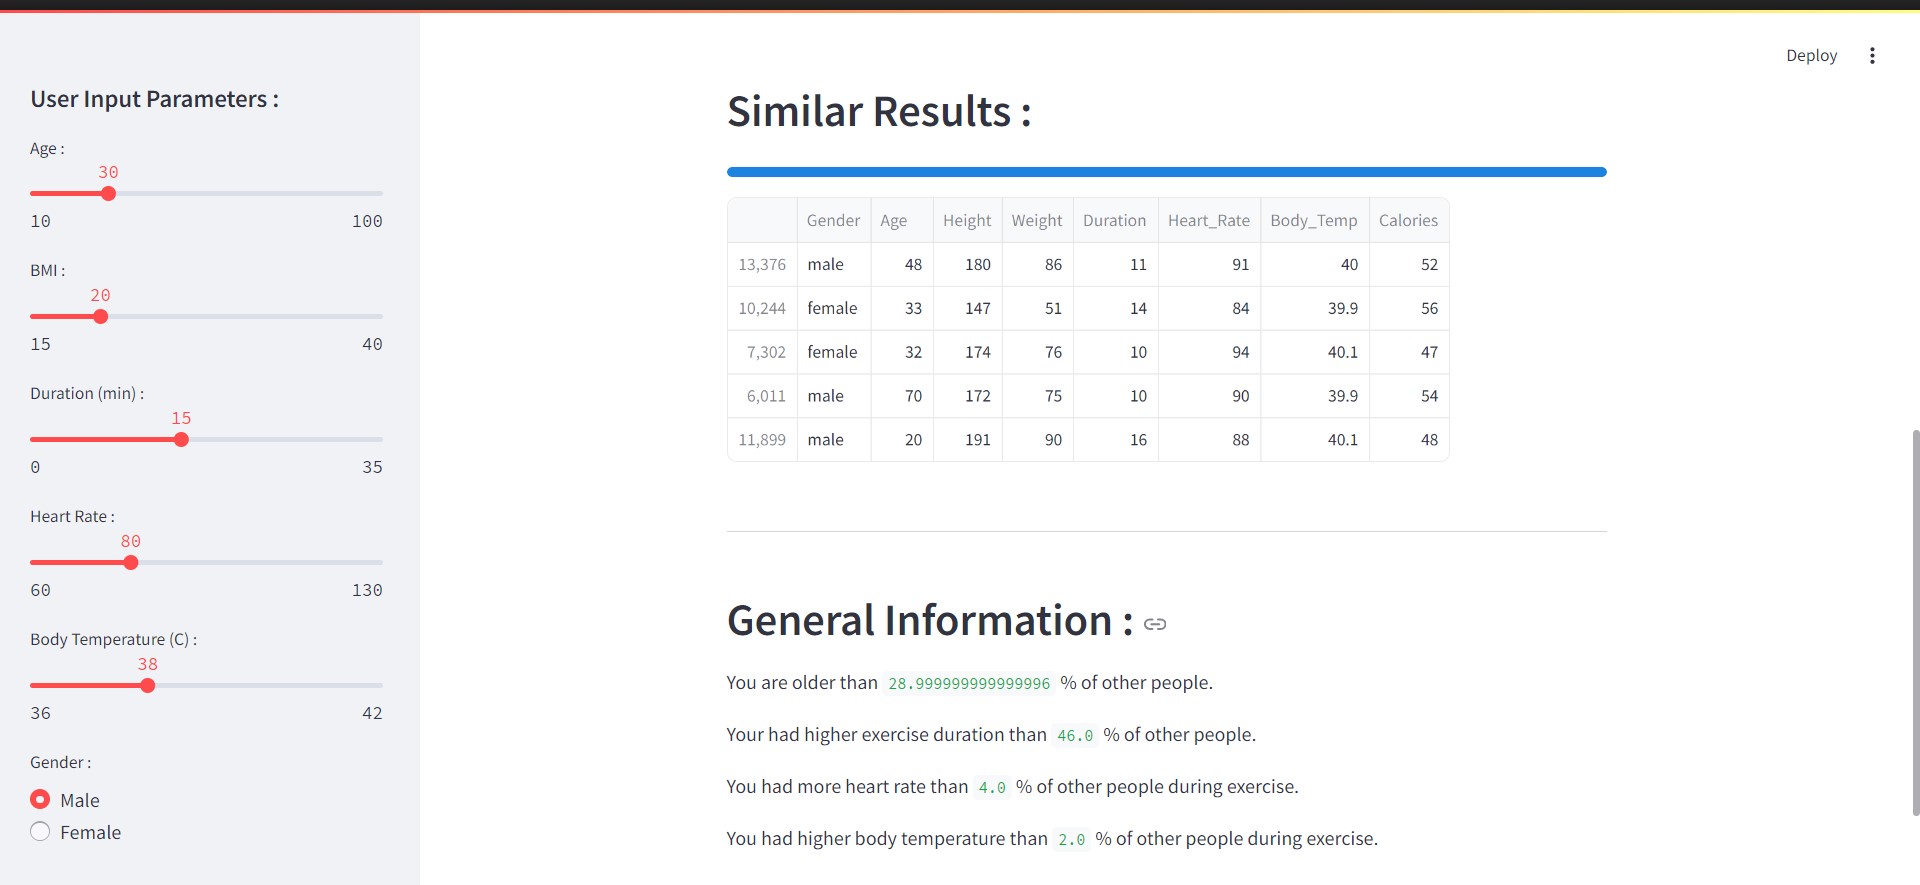 Deploy
User Input Parameters :
Age :
30
10 100
BMI :
20
15 40
Duration (min) :
15
0 35
Heart Rate :
80
60 130
Body Temperature (C) :
38
36 42
Gender :
Male
Female
Similar Results :
Gender Age Height Weight Duration Heart_Rate Body_Temp Calories
13,376 male 48 180 86 11 91 40 52
10,244 female 33 147 51 14 84 39.9 56
7,302 female 32 174 76 10 94 40.1 47
6,011 male 70 172 75 10 90 39.9 54
11,899 male 20 191 90 16 88 40.1 48
General Information :
You are older than 28.999999999999996 % of other people.
Your had higher exercise duration than 46.0 % of other people.
You had more heart rate than 4.0 % of other people during exercise.
You had higher body temperature than 2.0 % of other people during exercise.